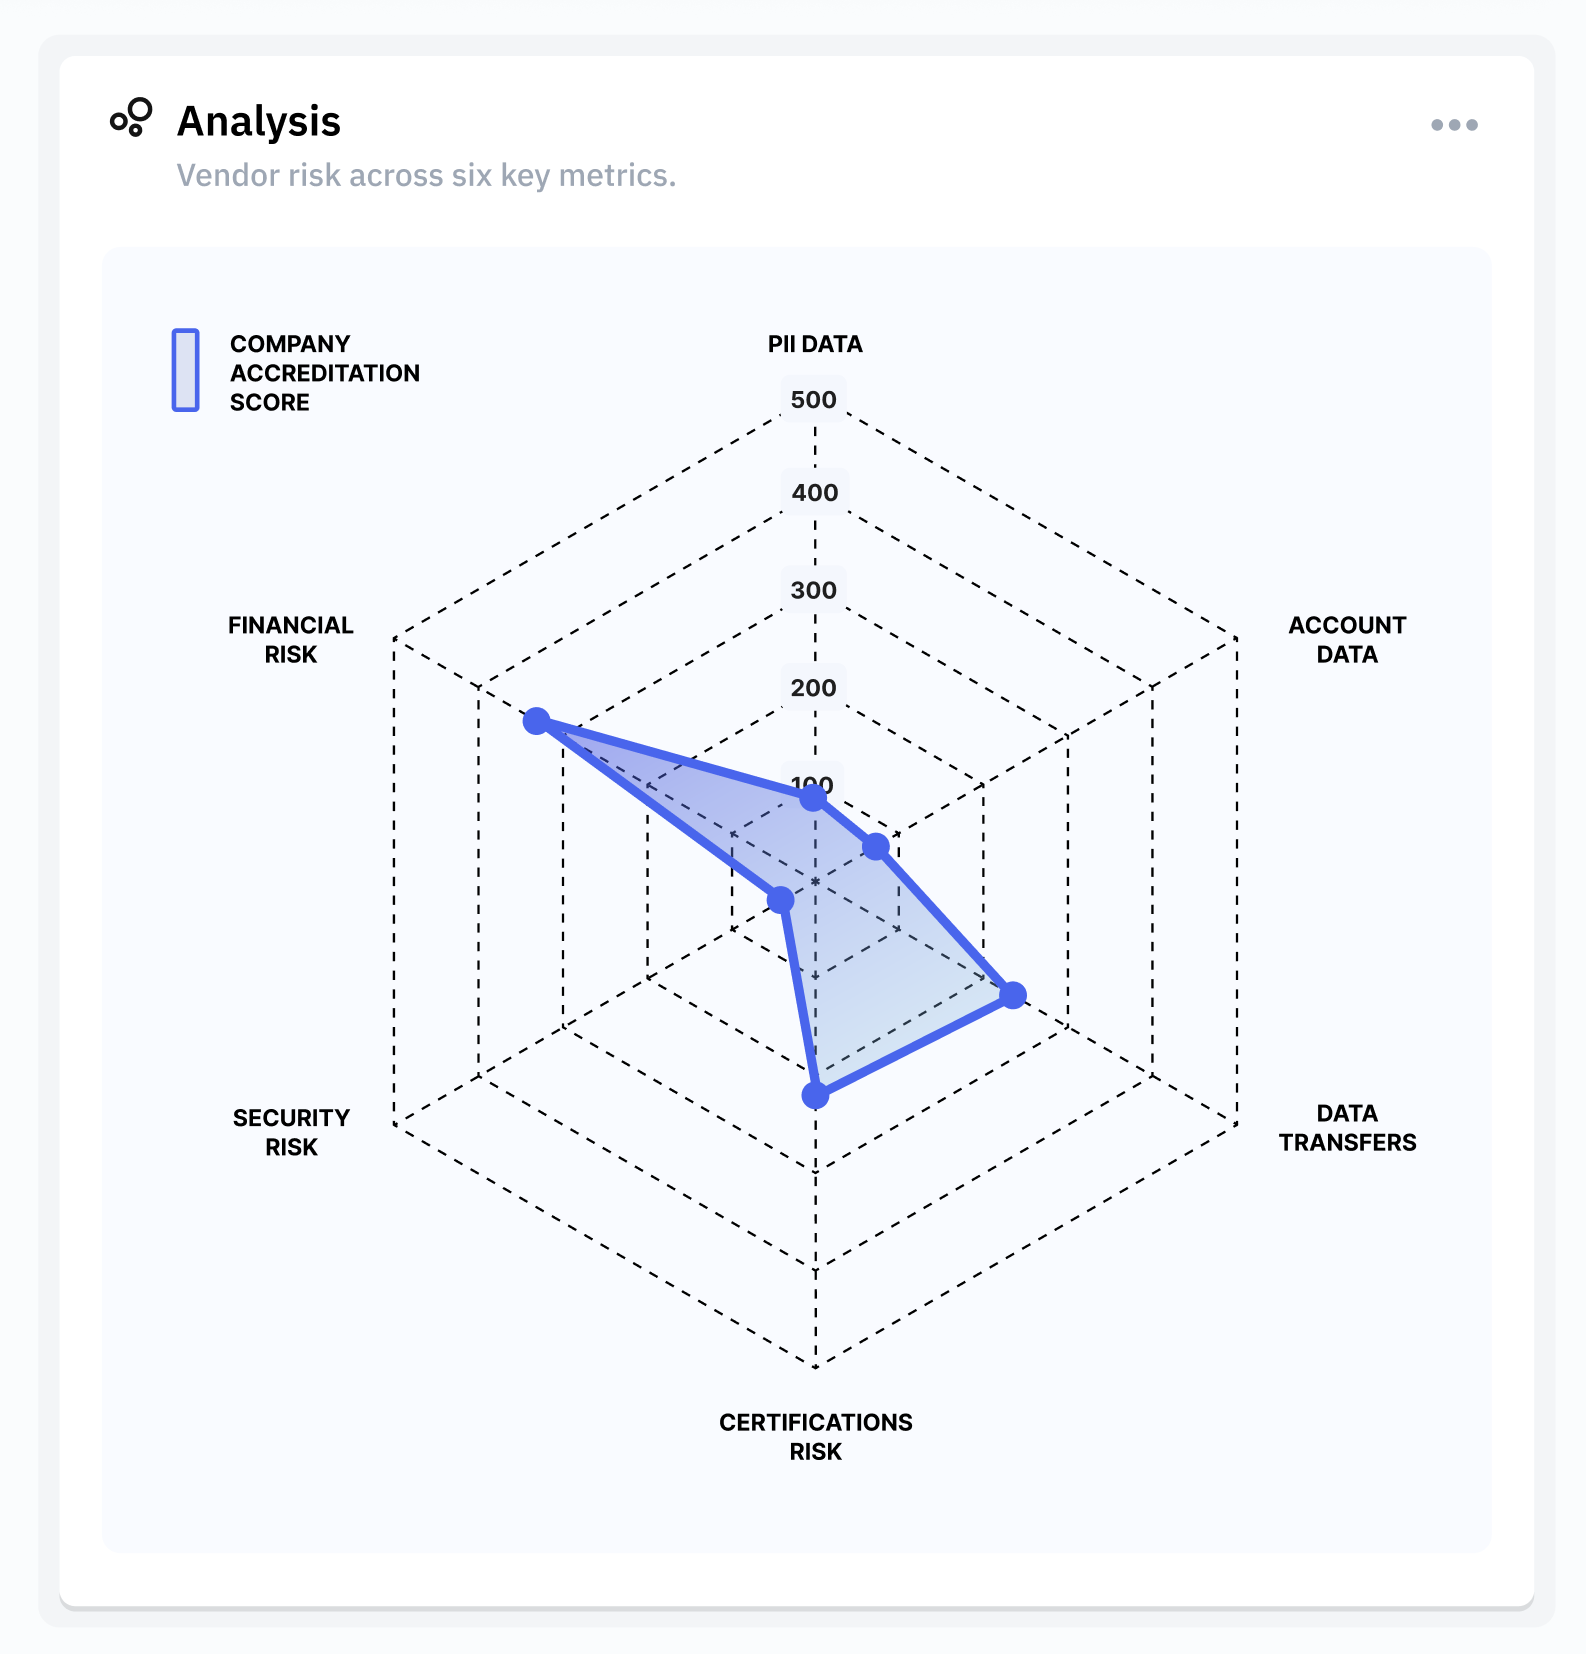 Analysis
Vendor risk across six key metrics.
COMPANY
ACCREDITATION
SCORE
PII DATA
500
400
300
200
100
FINANCIAL
RISK
ACCOUNT
DATA
SECURITY
RISK
DATA
TRANSFERS
CERTIFICATIONS
RISK